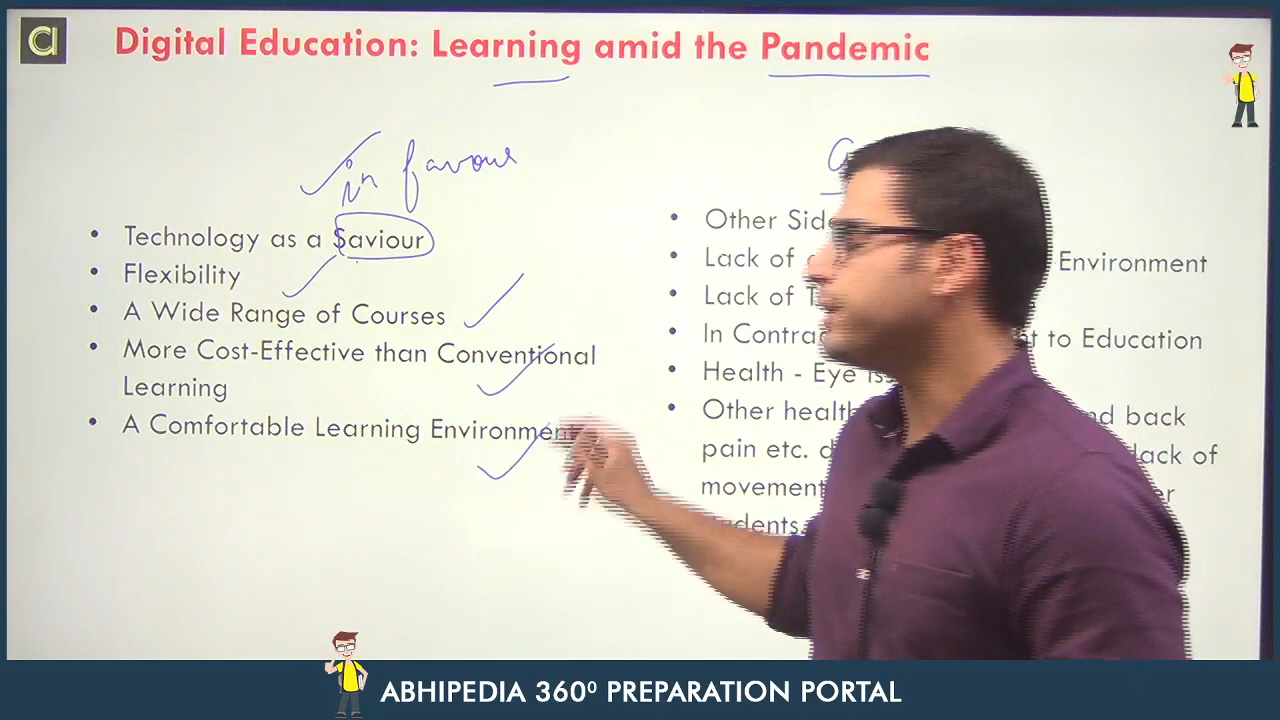 Digital Education: Learning amid the Pandemic
in favour
• Technology as a Saviour
• Flexibility
• A Wide Range of Courses
• More Cost-Effective than Conventional
Learning
• A Comfortable Learning Environment
• Other Side
• Lack of Environment
• Lack of
• In to Education
• Health - Eye
• Other back
pain etc. lack of
movement
ABHIPEDIA 360⁰ PREPARATION PORTAL